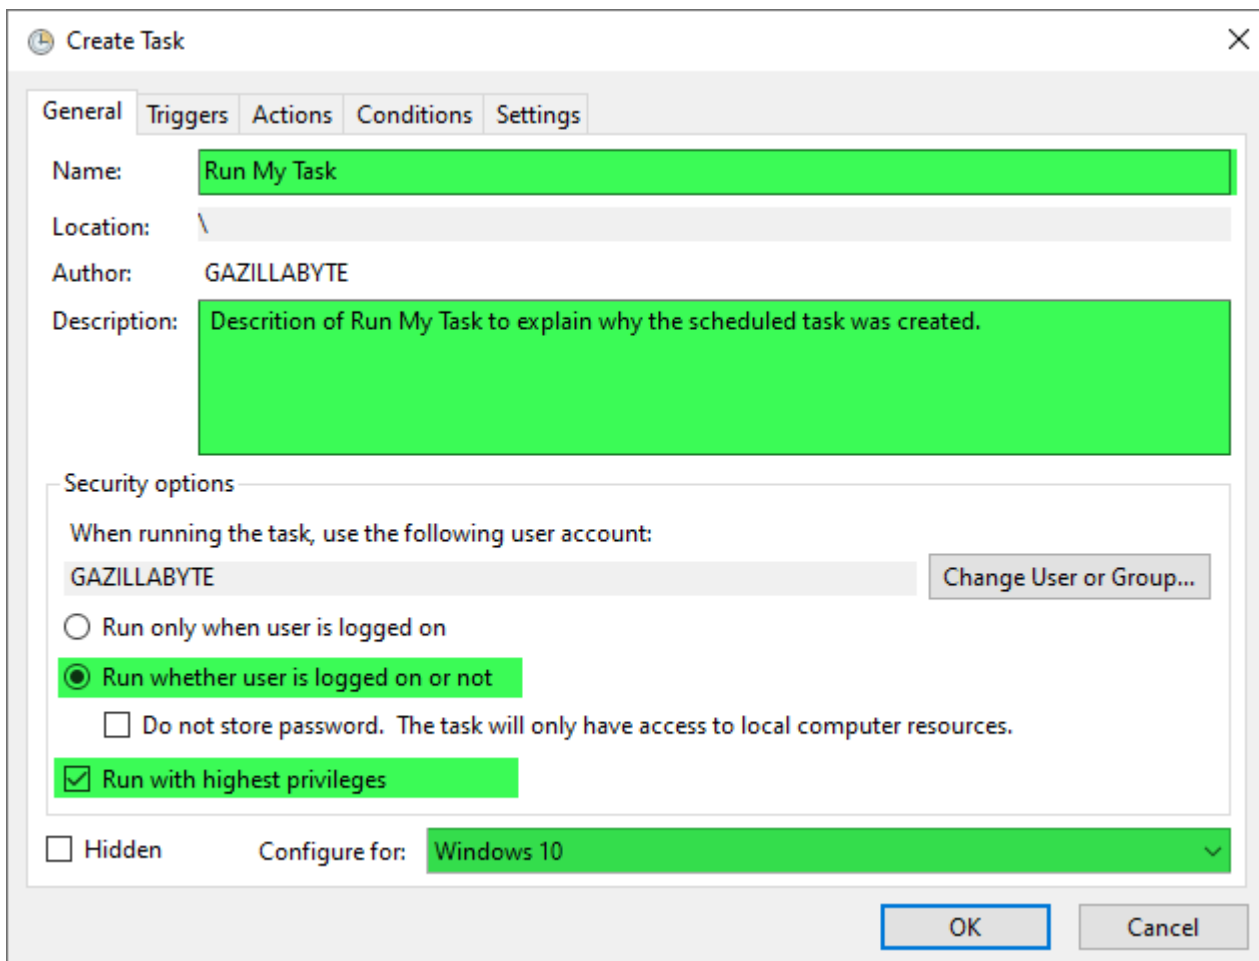 Create Task
General Triggers Actions Conditions Settings
Name: Run My Task
Location: \
Author: GAZILLABYTE
Description: Descrition of Run My Task to explain why the scheduled task was created.
Security options
When running the task, use the following user account:
GAZILLABYTE Change User or Group...
Run only when user is logged on
Run whether user is logged on or not
Do not store password. The task will only have access to local computer resources.
Run with highest privileges
Hidden Configure for: Windows 10
OK Cancel